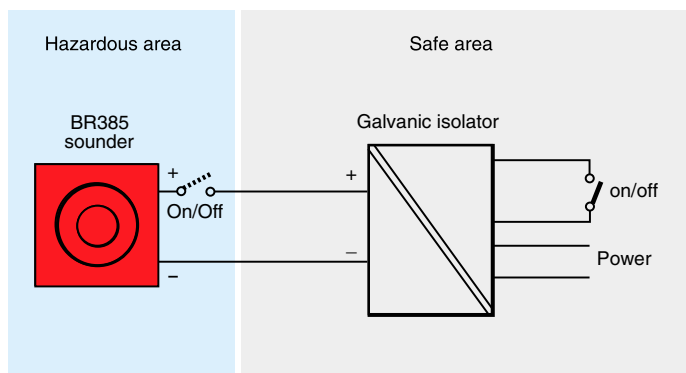 Hazardous area
Safe area
BR385
sounder
Galvanic isolator
+
On/Off
−
+
−
on/off
Power